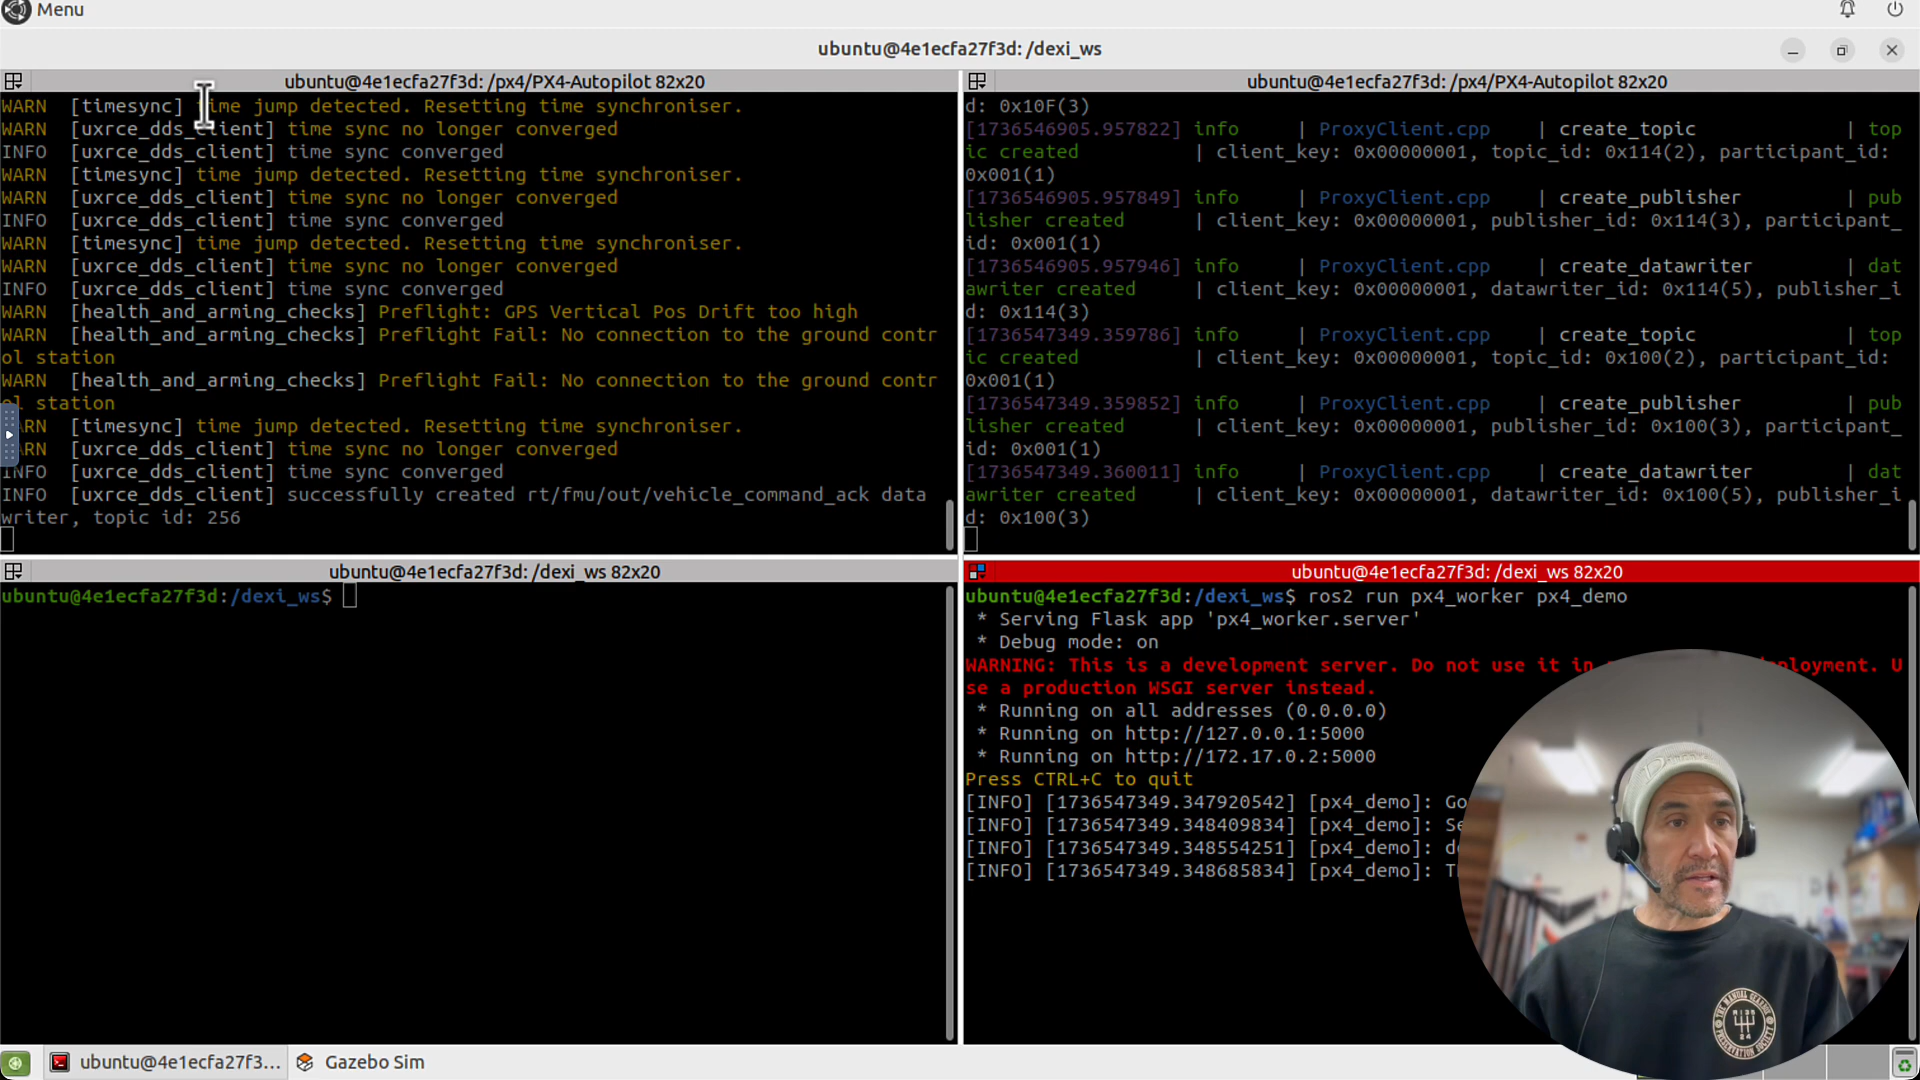 Menu
ubuntu@4e1ecfa27f3d: /dexi_ws
ubuntu@4e1ecfa27f3d: /px4/PX4-Autopilot 82x20
WARN  [timesync] time jump detected. Resetting time synchroniser.
WARN  [uxrce_dds_client] time sync no longer converged
INFO  [uxrce_dds_client] time sync converged
WARN  [timesync] time jump detected. Resetting time synchroniser.
WARN  [uxrce_dds_client] time sync no longer converged
INFO  [uxrce_dds_client] time sync converged
WARN  [timesync] time jump detected. Resetting time synchroniser.
WARN  [uxrce_dds_client] time sync no longer converged
INFO  [uxrce_dds_client] time sync converged
WARN  [health_and_arming_checks] Preflight: GPS Vertical Pos Drift too high
WARN  [health_and_arming_checks] Preflight Fail: No connection to the ground contr
ol station
WARN  [health_and_arming_checks] Preflight Fail: No connection to the ground contr
ol station
WARN  [timesync] time jump detected. Resetting time synchroniser.
WARN  [uxrce_dds_client] time sync no longer converged
INFO  [uxrce_dds_client] time sync converged
INFO  [uxrce_dds_client] successfully created rt/fmu/out/vehicle_command_ack data
writer, topic id: 256
ubuntu@4e1ecfa27f3d: /px4/PX4-Autopilot 82x20
d: 0x10F(3)
[1736546905.957822] info     | ProxyClient.cpp    | create_topic             | top
ic created          | client_key: 0x00000001, topic_id: 0x114(2), participant_id:
0x001(1)
[1736546905.957849] info     | ProxyClient.cpp    | create_publisher         | pub
lisher created      | client_key: 0x00000001, publisher_id: 0x114(3), participant_
id: 0x001(1)
[1736546905.957946] info     | ProxyClient.cpp    | create_datawriter        | dat
awriter created     | client_key: 0x00000001, datawriter_id: 0x114(5), publisher_i
d: 0x114(3)
[1736547349.359786] info     | ProxyClient.cpp    | create_topic             | top
ic created          | client_key: 0x00000001, topic_id: 0x100(2), participant_id:
0x001(1)
[1736547349.359852] info     | ProxyClient.cpp    | create_publisher         | pub
lisher created      | client_key: 0x00000001, publisher_id: 0x100(3), participant_
id: 0x001(1)
[1736547349.360011] info     | ProxyClient.cpp    | create_datawriter        | dat
awriter created     | client_key: 0x00000001, datawriter_id: 0x100(5), publisher_i
d: 0x100(3)
ubuntu@4e1ecfa27f3d: /dexi_ws 82x20
ubuntu@4e1ecfa27f3d:/dexi_ws$
ubuntu@4e1ecfa27f3d: /dexi_ws 82x20
ubuntu@4e1ecfa27f3d:/dexi_ws$ ros2 run px4_worker px4_demo
 * Serving Flask app 'px4_worker.server'
 * Debug mode: on
WARNING: This is a development server. Do not use it in
se a production WSGI server instead.
 * Running on all addresses (0.0.0.0)
 * Running on http://127.0.0.1:5000
 * Running on http://172.17.0.2:5000
Press CTRL+C to quit
[INFO] [1736547349.347920542] [px4_demo]:
[INFO] [1736547349.348409834] [px4_demo]:
[INFO] [1736547349.348554251] [px4_demo]:
[INFO] [1736547349.348685834] [px4_demo]:
ubuntu@4e1ecfa27f3...
Gazebo Sim